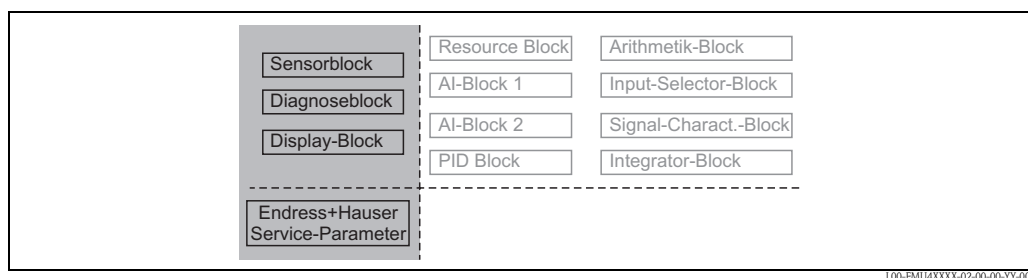 Sensorblock
Diagnoseblock
Display-Block
Endress+Hauser
Service-Parameter
Resource Block
AI-Block 1
AI-Block 2
PID Block
Arithmetik-Block
Input-Selector-Block
Signal-Charact.-Block
Integrator-Block